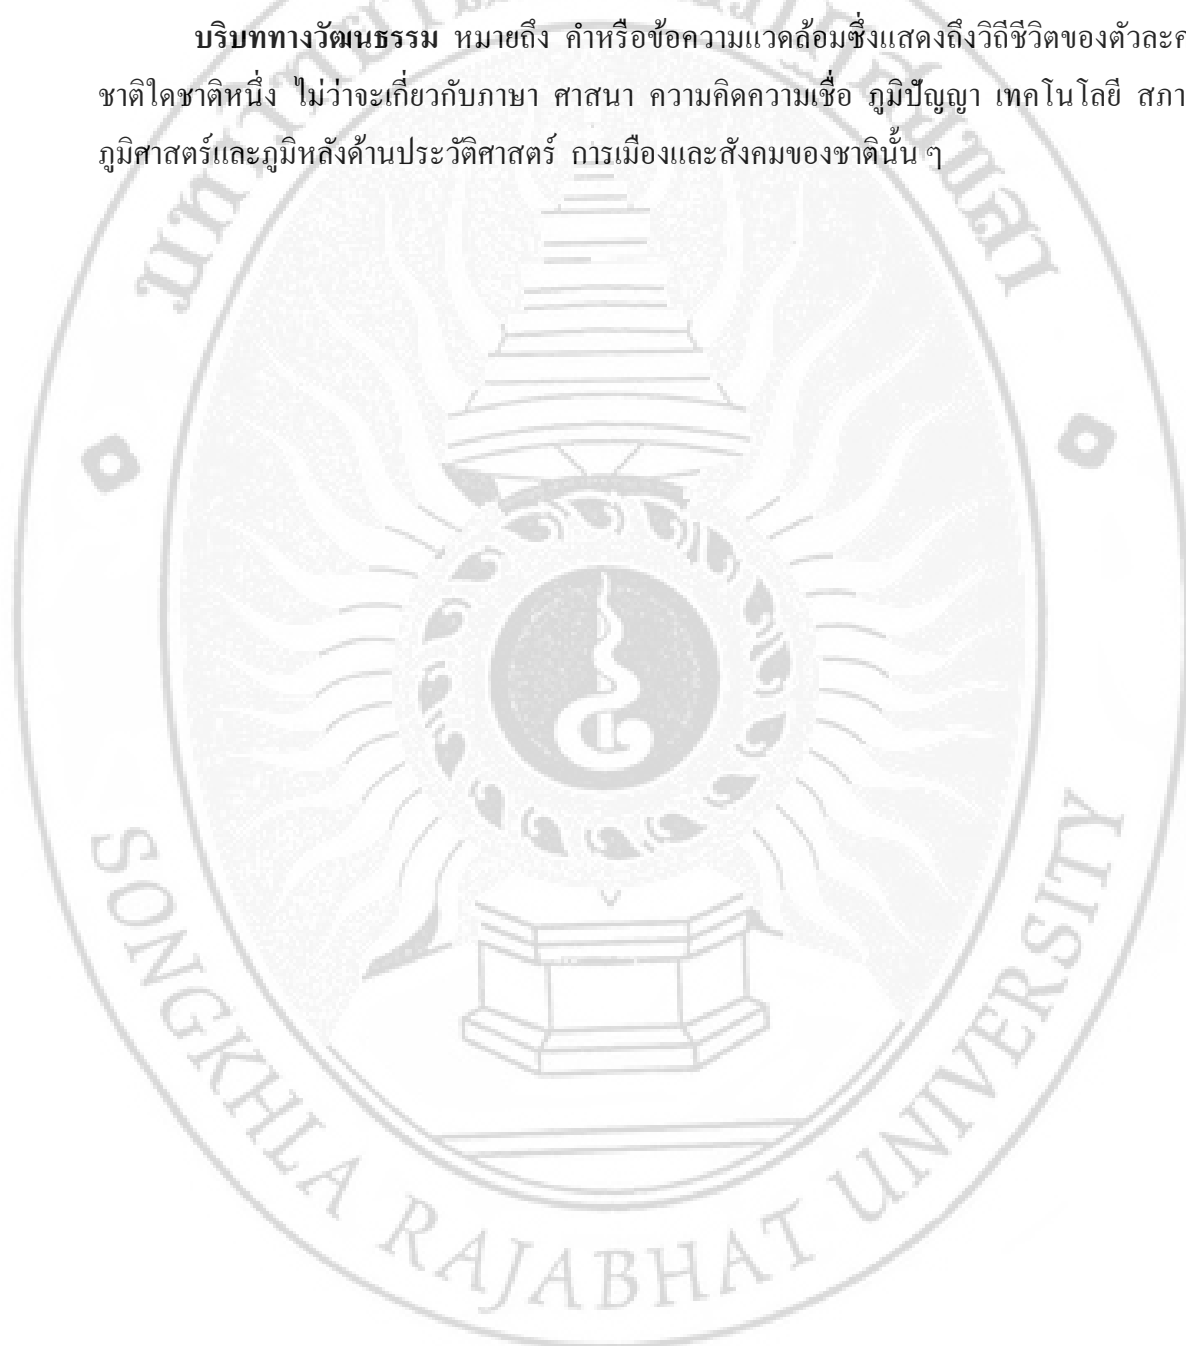 บริบททางวัฒนธรรม หมายถึง คำหรือข้อความแวดล้อมซึ่งแสดงถึงวิถีชีวิตของตัวละค
ชาติใดชาติหนึ่ง ไม่ว่าจะเกี่ยวกับภาษา ศาสนา ความคิดความเชื่อ ภูมิปัญญา เทคโนโลยี สภา
ภูมิศาสตร์และภูมิหลังด้านประวัติศาสตร์ การเมืองและสังคมของชาตินั้น ๆ
SONGKHLA RAJABHAT UNIVERSITY